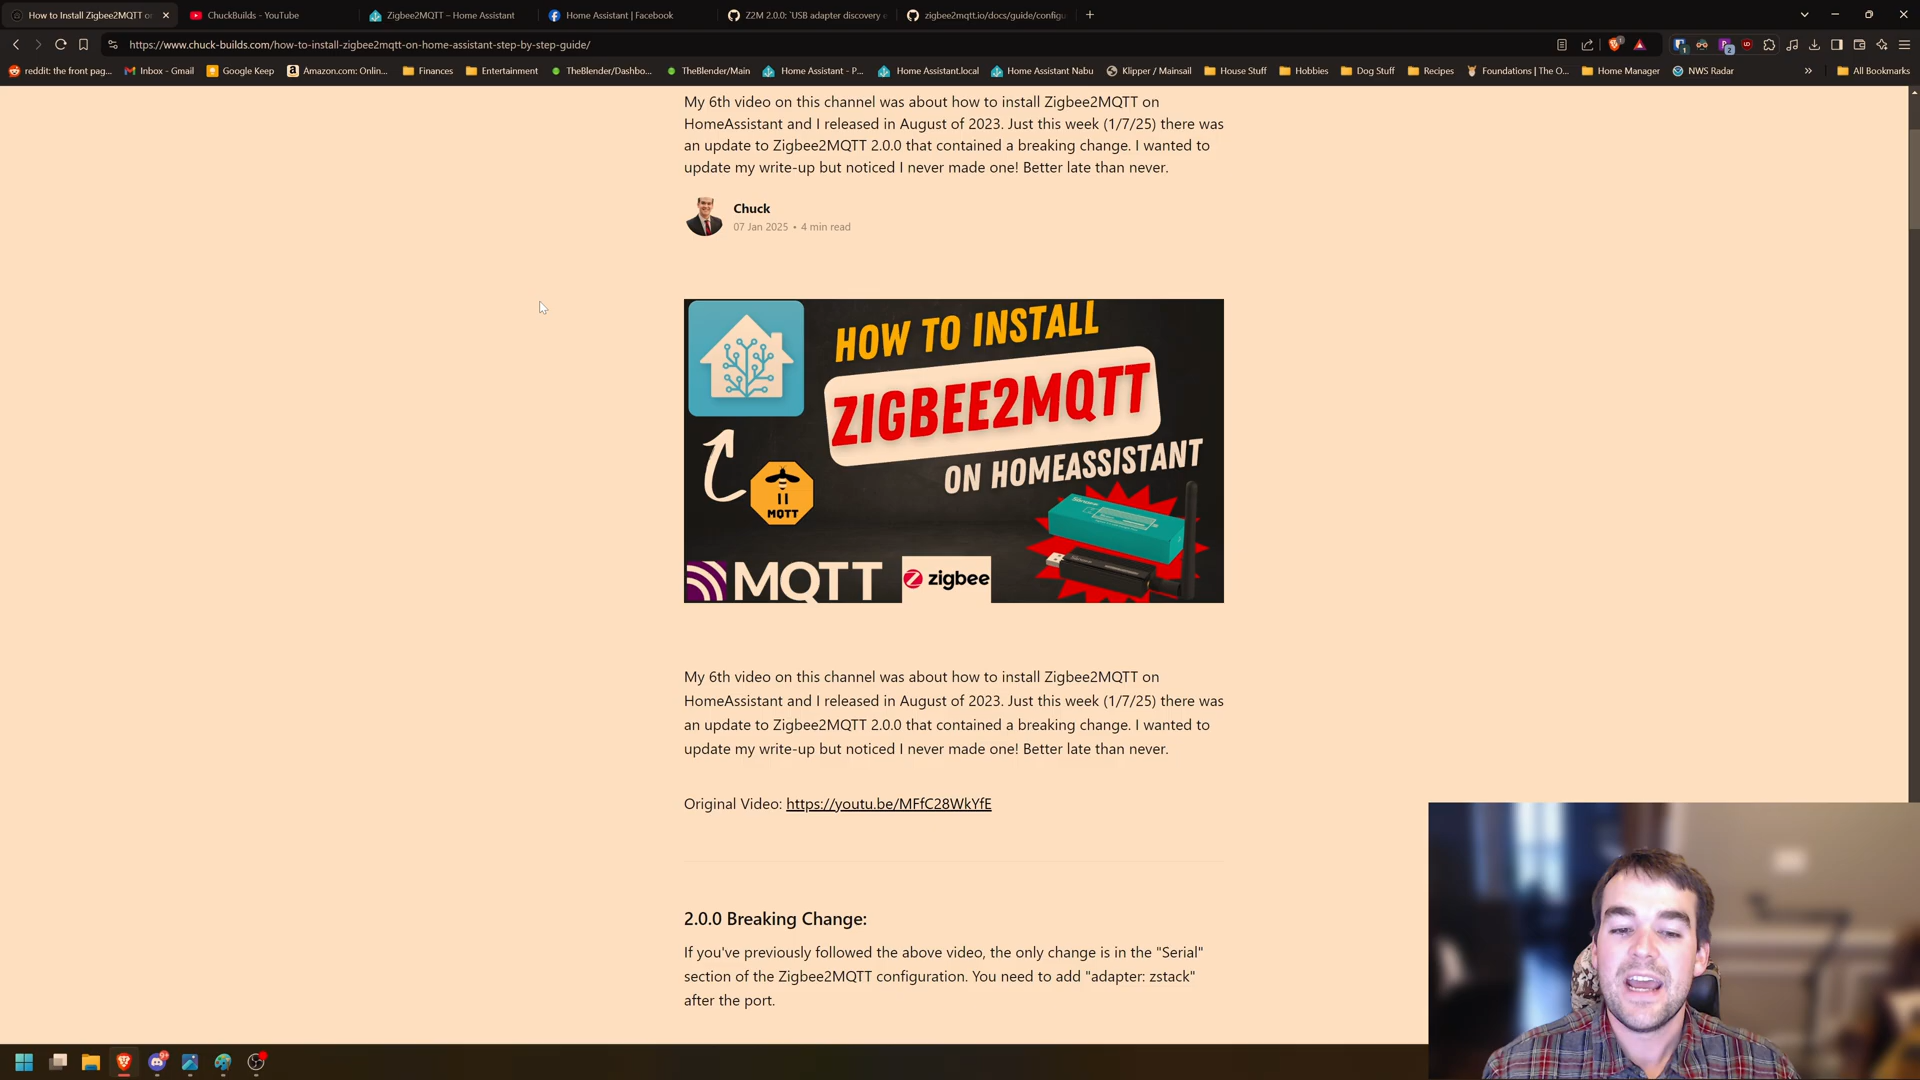 How to Install Zigbee2MQTT o
ChuckBuilds - YouTube
Zigbee2MQTT – Home Assistant
Home Assistant | Facebook
Z2M 2.0.0: `USB adapter discovery e
zigbee2mqtt.io/docs/guide/configu
https://www.chuck-builds.com/how-to-install-zigbee2mqtt-on-home-assistant-step-by-step-guide/
reddit: the front pag...
Inbox - Gmail
Google Keep
Amazon.com: Onlin...
Finances
Entertainment
TheBlender/Dashbo...
TheBlender/Main
Home Assistant - P...
Home Assistant.local
Home Assistant Nabu
Klipper / Mainsail
House Stuff
Hobbies
Dog Stuff
Recipes
Foundations | The O...
Home Manager
NWS Radar
All Bookmarks
My 6th video on this channel was about how to install Zigbee2MQTT on
HomeAssistant and I released in August of 2023. Just this week (1/7/25) there was
an update to Zigbee2MQTT 2.0.0 that contained a breaking change. I wanted to
update my write-up but noticed I never made one! Better late than never.
Chuck
07 Jan 2025 • 4 min read
HOW TO INSTALL
ZIGBEE2MQTT
ON HOMEASSISTANT
MQTT
MQTT
zigbee
My 6th video on this channel was about how to install Zigbee2MQTT on
HomeAssistant and I released in August of 2023. Just this week (1/7/25) there was
an update to Zigbee2MQTT 2.0.0 that contained a breaking change. I wanted to
update my write-up but noticed I never made one! Better late than never.
Original Video: https://youtu.be/MFfC28WkYfE
2.0.0 Breaking Change:
If you've previously followed the above video, the only change is in the "Serial"
section of the Zigbee2MQTT configuration. You need to add "adapter: zstack"
after the port.